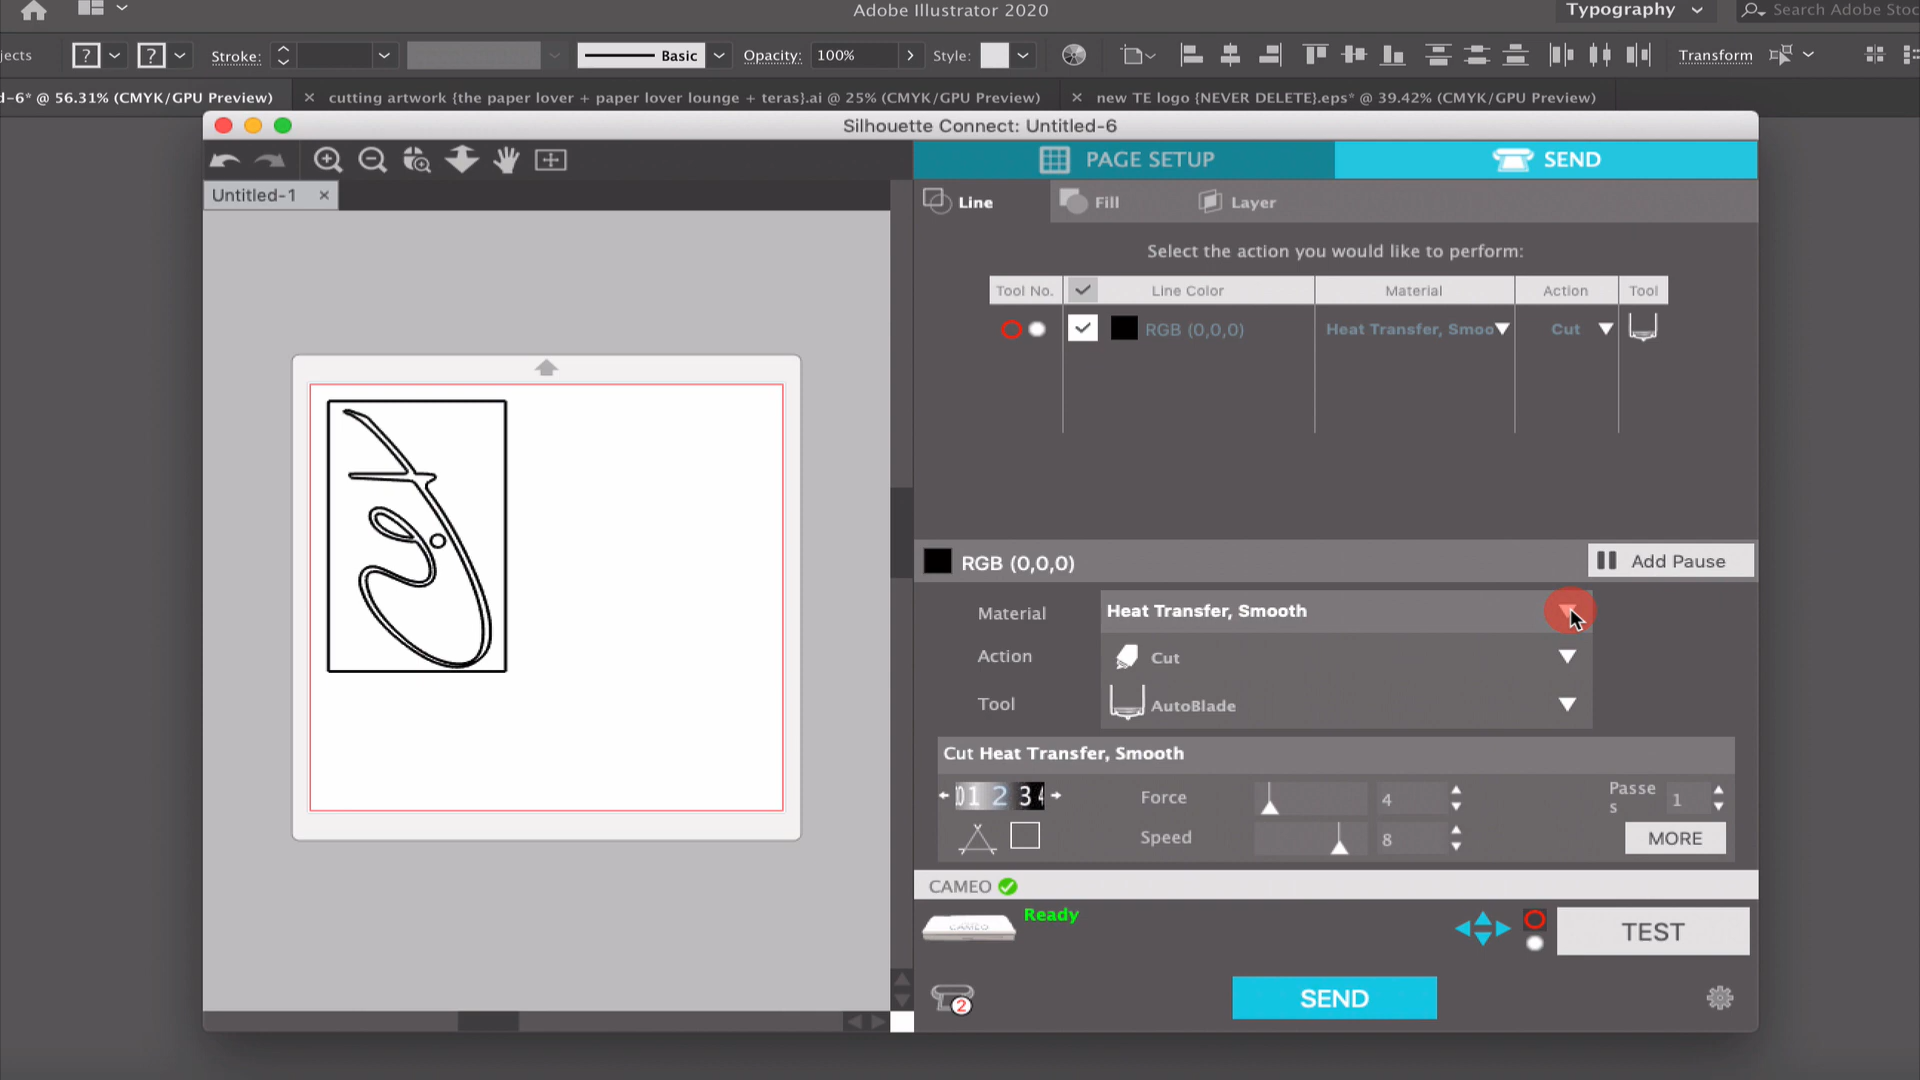 Adobe Illustrator 2020
Typography
Search Adobe Stoc
jects
?
?
Stroke:
Basic
Opacity:
100%
Style:
Transform
d-6* @ 56.31% (CMYK/GPU Preview)
× cutting artwork {the paper lover + paper lover lounge + teras}.ai @ 25% (CMYK/GPU Preview)
× new TE logo {NEVER DELETE}.eps* @ 39.42% (CMYK/GPU Preview)
Silhouette Connect: Untitled-6
PAGE SETUP
SEND
Untitled-1 ×
Line
Fill
Layer
Select the action you would like to perform:
Tool No. Line Color Material Action Tool
RGB (0,0,0) Heat Transfer, Smoo Cut
RGB (0,0,0)
Add Pause
Material Heat Transfer, Smooth
Action Cut
Tool AutoBlade
Cut Heat Transfer, Smooth
01 2 34
Force 4
Passe
s
1
Speed 8
MORE
CAMEO
Ready
CAMEO
TEST
2
SEND